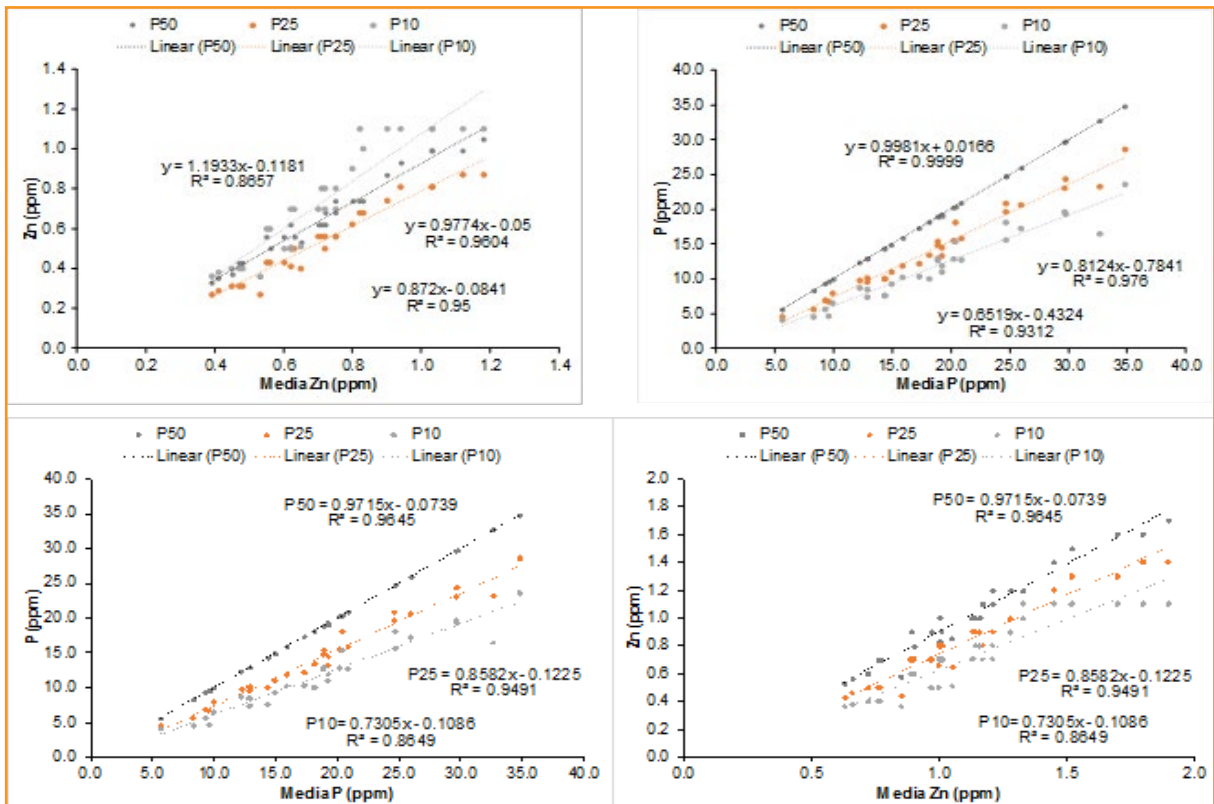 P50 P25 P10
Linear (P50) Linear (P25) Linear (P10)
1.4
1.2
1.0
0.8
0.6
0.4
0.2
0.0
Zn (ppm)
y = 1.1933x - 0.1181
R² = 0.8657
y = 0.9774x - 0.05
R² = 0.9604
y = 0.872x - 0.0841
R² = 0.95
0.0 0.2 0.4 0.6 0.8 1.0 1.2 1.4
Media Zn (ppm)
P50 P25 P10
Linear (P50) Linear (P25) Linear (P10)
40.0
35.0
30.0
25.0
20.0
15.0
10.0
5.0
0.0
P (ppm)
y = 0.9981x + 0.0166
R² = 0.9999
y = 0.8124x - 0.7841
R² = 0.976
y = 0.6519x - 0.4324
R² = 0.9312
0.0 5.0 10.0 15.0 20.0 25.0 30.0 35.0 40.0
Media P (ppm)
P50 P25 P10
Linear (P50) Linear (P25) Linear (P10)
40.0
35.0
30.0
25.0
20.0
15.0
10.0
5.0
0.0
P (ppm)
P50 = 0.9715x - 0.0739
R² = 0.9645
P25 = 0.8582x - 0.1225
R² = 0.9491
P10 = 0.7305x - 0.1086
R² = 0.8649
0.0 5.0 10.0 15.0 20.0 25.0 30.0 35.0 40.0
Media P (ppm)
P50 P25 P10
Linear (P50) Linear (P25) Linear (P10)
2.0
1.8
1.6
1.4
1.2
1.0
0.8
0.6
0.4
0.2
0.0
Zn (ppm)
P50 = 0.9715x - 0.0739
R² = 0.9645
P25 = 0.8582x - 0.1225
R² = 0.9491
P10 = 0.7305x - 0.1086
R² = 0.8649
0.0 0.5 1.0 1.5 2.0
Media Zn (ppm)